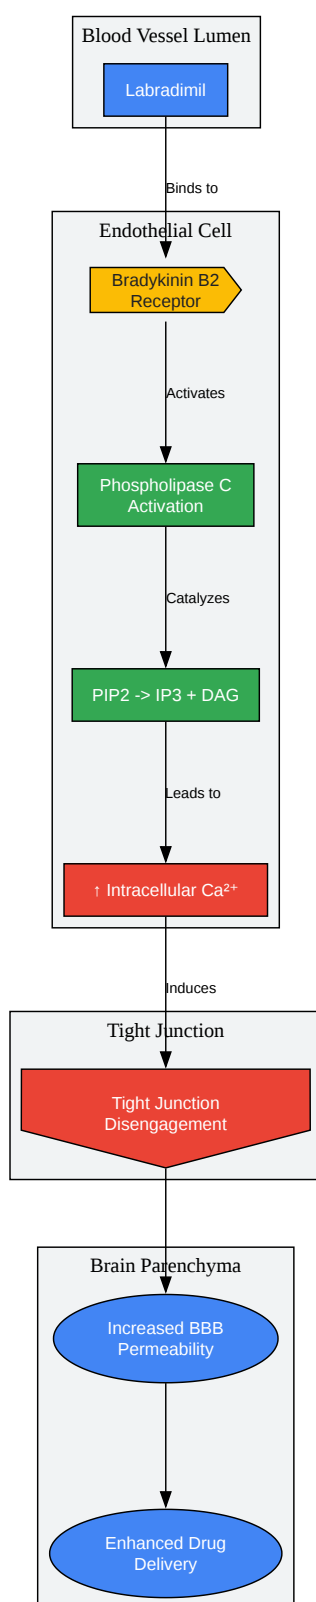 Blood Vessel Lumen
Labradimil
Binds to
Endothelial Cell
Bradykinin B2
Receptor
Activates
Phospholipase C
Activation
Catalyzes
PIP2 -> IP3 + DAG
Leads to
↑ Intracellular Ca²⁺
Induces
Tight Junction
Tight Junction
Disengagement
Brain Parenchyma
Increased BBB
Permeability
Enhanced Drug
Delivery